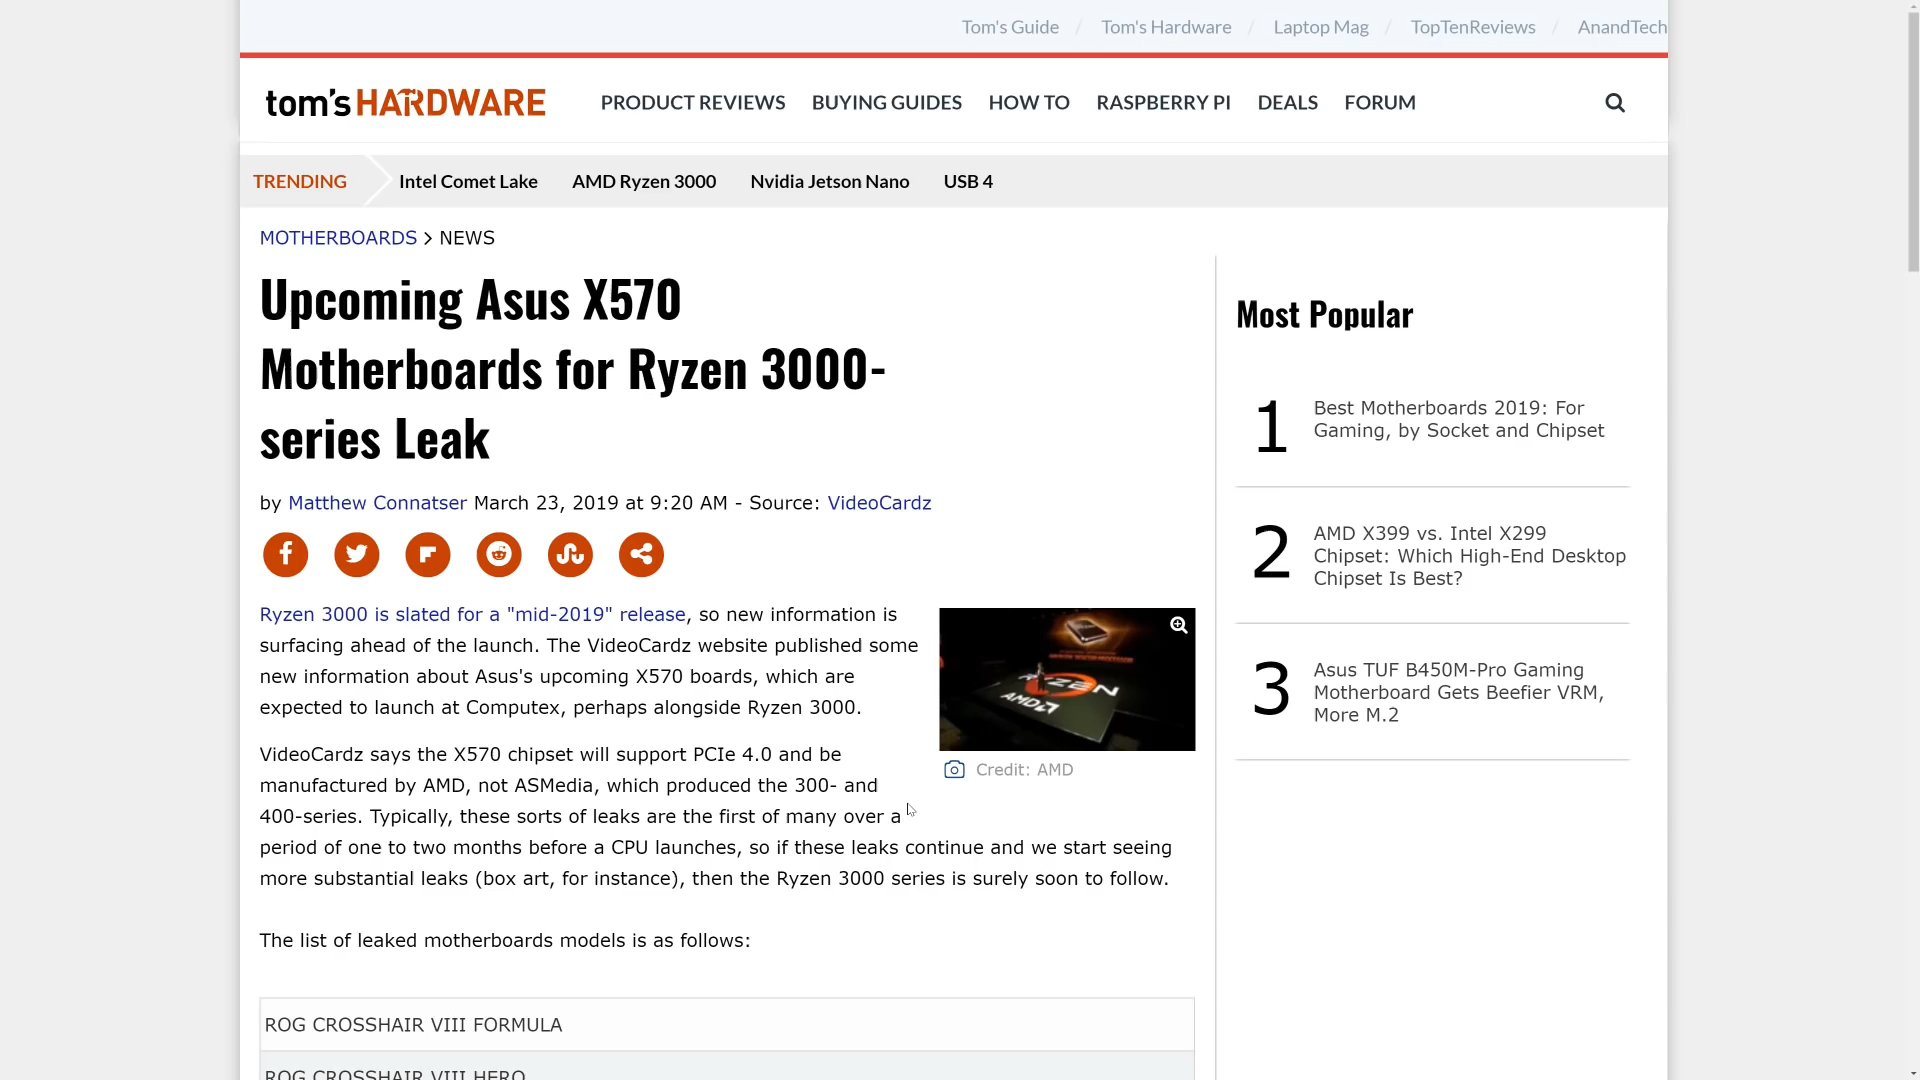 Tom's Guide / Tom's Hardware / Laptop Mag / TopTenReviews / AnandTech
tom's HARDWARE PRODUCT REVIEWS BUYING GUIDES HOW TO RASPBERRY PI DEALS FORUM
TRENDING Intel Comet Lake AMD Ryzen 3000 Nvidia Jetson Nano USB 4
MOTHERBOARDS > NEWS
Upcoming Asus X570
Motherboards for Ryzen 3000-
series Leak
by Matthew Connatser March 23, 2019 at 9:20 AM - Source: VideoCardz
Ryzen 3000 is slated for a "mid-2019" release, so new information is
surfacing ahead of the launch. The VideoCardz website published some
new information about Asus's upcoming X570 boards, which are
expected to launch at Computex, perhaps alongside Ryzen 3000.
RYZEN
AMD
Credit: AMD
VideoCardz says the X570 chipset will support PCIe 4.0 and be
manufactured by AMD, not ASMedia, which produced the 300- and
400-series. Typically, these sorts of leaks are the first of many over a
period of one to two months before a CPU launches, so if these leaks continue and we start seeing
more substantial leaks (box art, for instance), then the Ryzen 3000 series is surely soon to follow.
The list of leaked motherboards models is as follows:
ROG CROSSHAIR VIII FORMULA
ROG CROSSHAIR VIII HERO
Most Popular
1 Best Motherboards 2019: For
Gaming, by Socket and Chipset
2 AMD X399 vs. Intel X299
Chipset: Which High-End Desktop
Chipset Is Best?
3 Asus TUF B450M-Pro Gaming
Motherboard Gets Beefier VRM,
More M.2